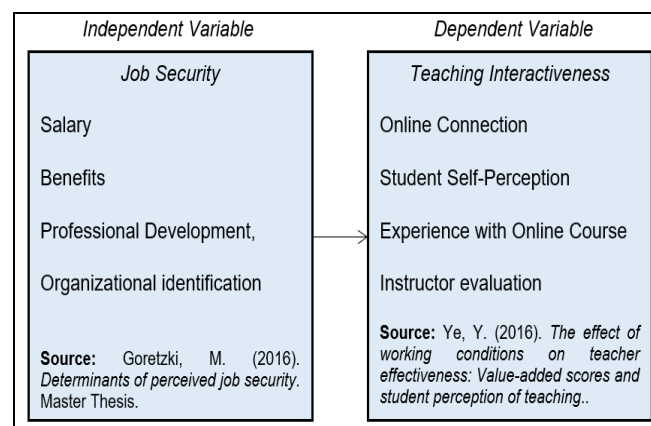 Independent Variable
Job Security
Salary
Benefits
Professional Development,
Organizational identification
Source: Goretzki, M. (2016).
Determinants of perceived job security.
Master Thesis.
Dependent Variable
Teaching Interactiveness
Online Connection
Student Self-Perception
Experience with Online Course
Instructor evaluation
Source: Ye, Y. (2016). The effect of
working conditions on teacher
effectiveness: Value-added scores and
student perception of teaching..